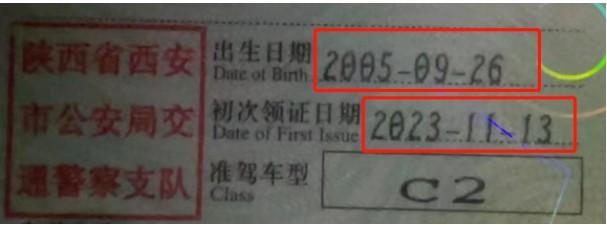 陕西省西安
市公安局交
通警察支队
出生日期
Date of Birth
2005-09-26
初次领证日期
Date of First Issue
2023-11-13
准驾车型
Class
C2